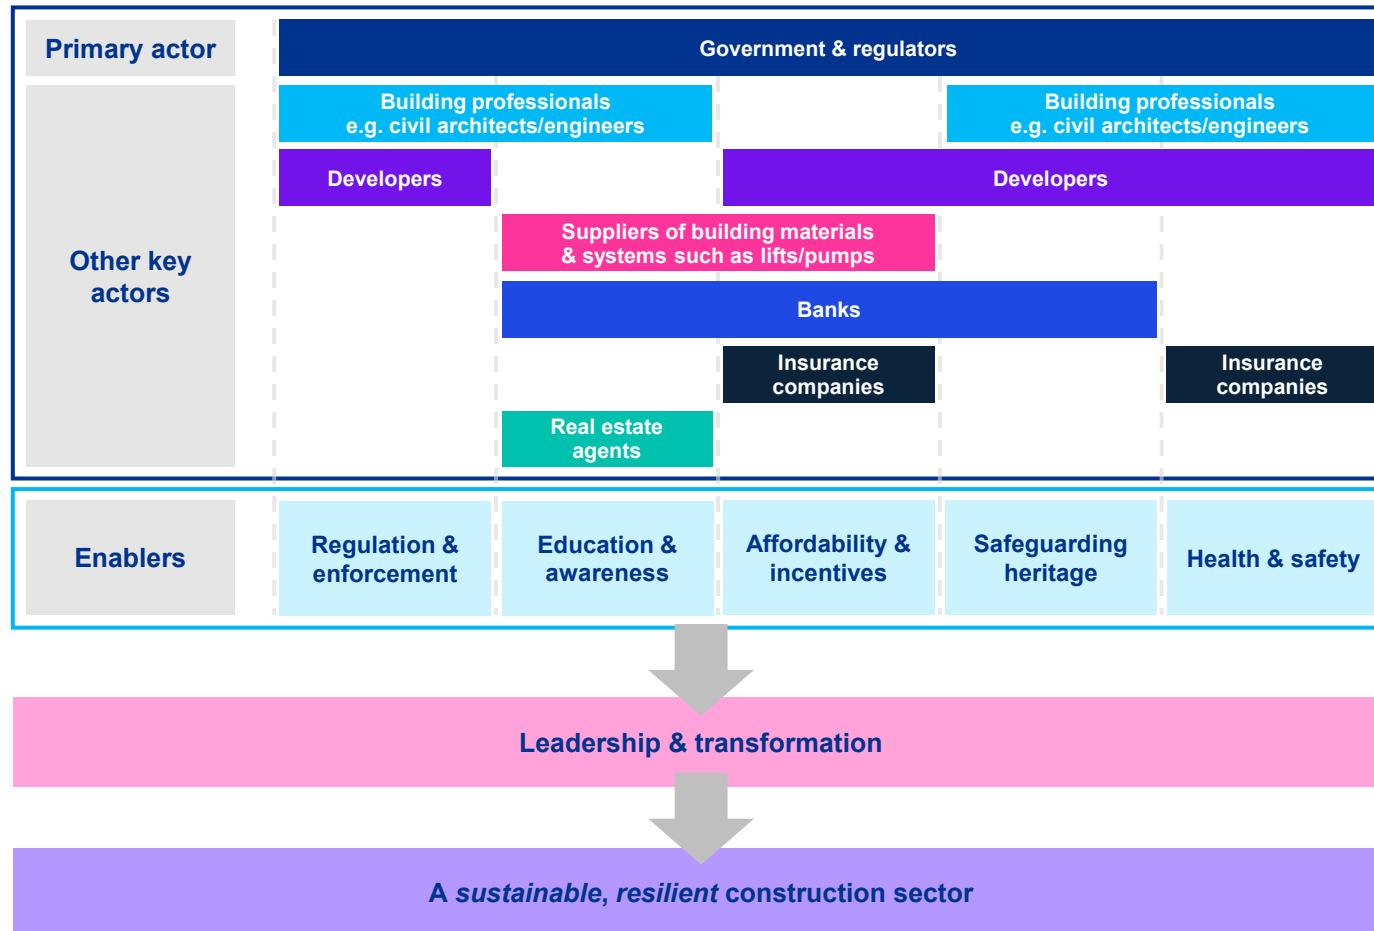 Primary actor
Government & regulators
Other key
actors
Building professionals
e.g. civil architects/engineers
Building professionals
e.g. civil architects/engineers
Developers
Developers
Suppliers of building materials
& systems such as lifts/pumps
Banks
Insurance
companies
Insurance
companies
Real estate
agents
Enablers
Regulation &
enforcement
Education &
awareness
Affordability &
incentives
Safeguarding
heritage
Health & safety
Leadership & transformation
A sustainable, resilient construction sector